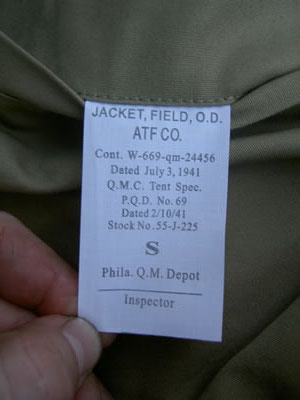 JACKET, FIELD, O.D.
ATF CO.
Cont. W-669-qm-24456
Dated July 3, 1941
Q.M.C. Tent Spec.
P.Q.D. No. 69
Dated 2/10/41
Stock No. 55-J-225
S
Phila. Q.M. Depot
Inspector